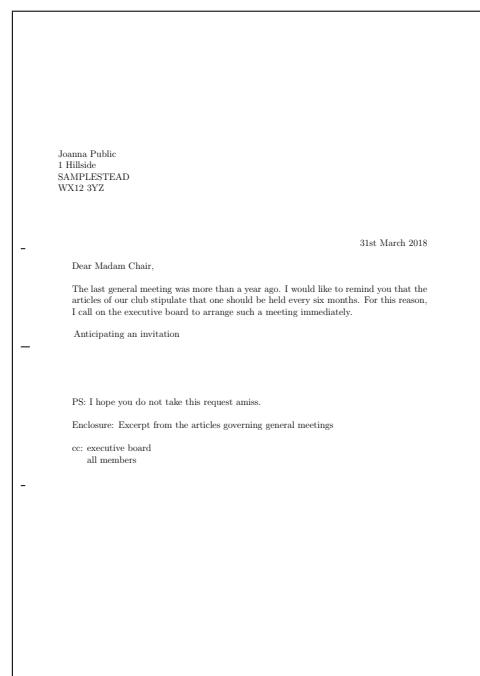 Joanna Public
1 Hillside
SAMPLESTEAD
WX12 3YZ
31st March 2018
Dear Madam Chair,
The last general meeting was more than a year ago. I would like to remind you that the
articles of our club stipulate that one should be held every six months. For this reason,
I call on the executive board to arrange such a meeting immediately.
Anticipating an invitation
PS: I hope you do not take this request amiss.
Enclosure: Excerpt from the articles governing general meetings
cc: executive board
all members